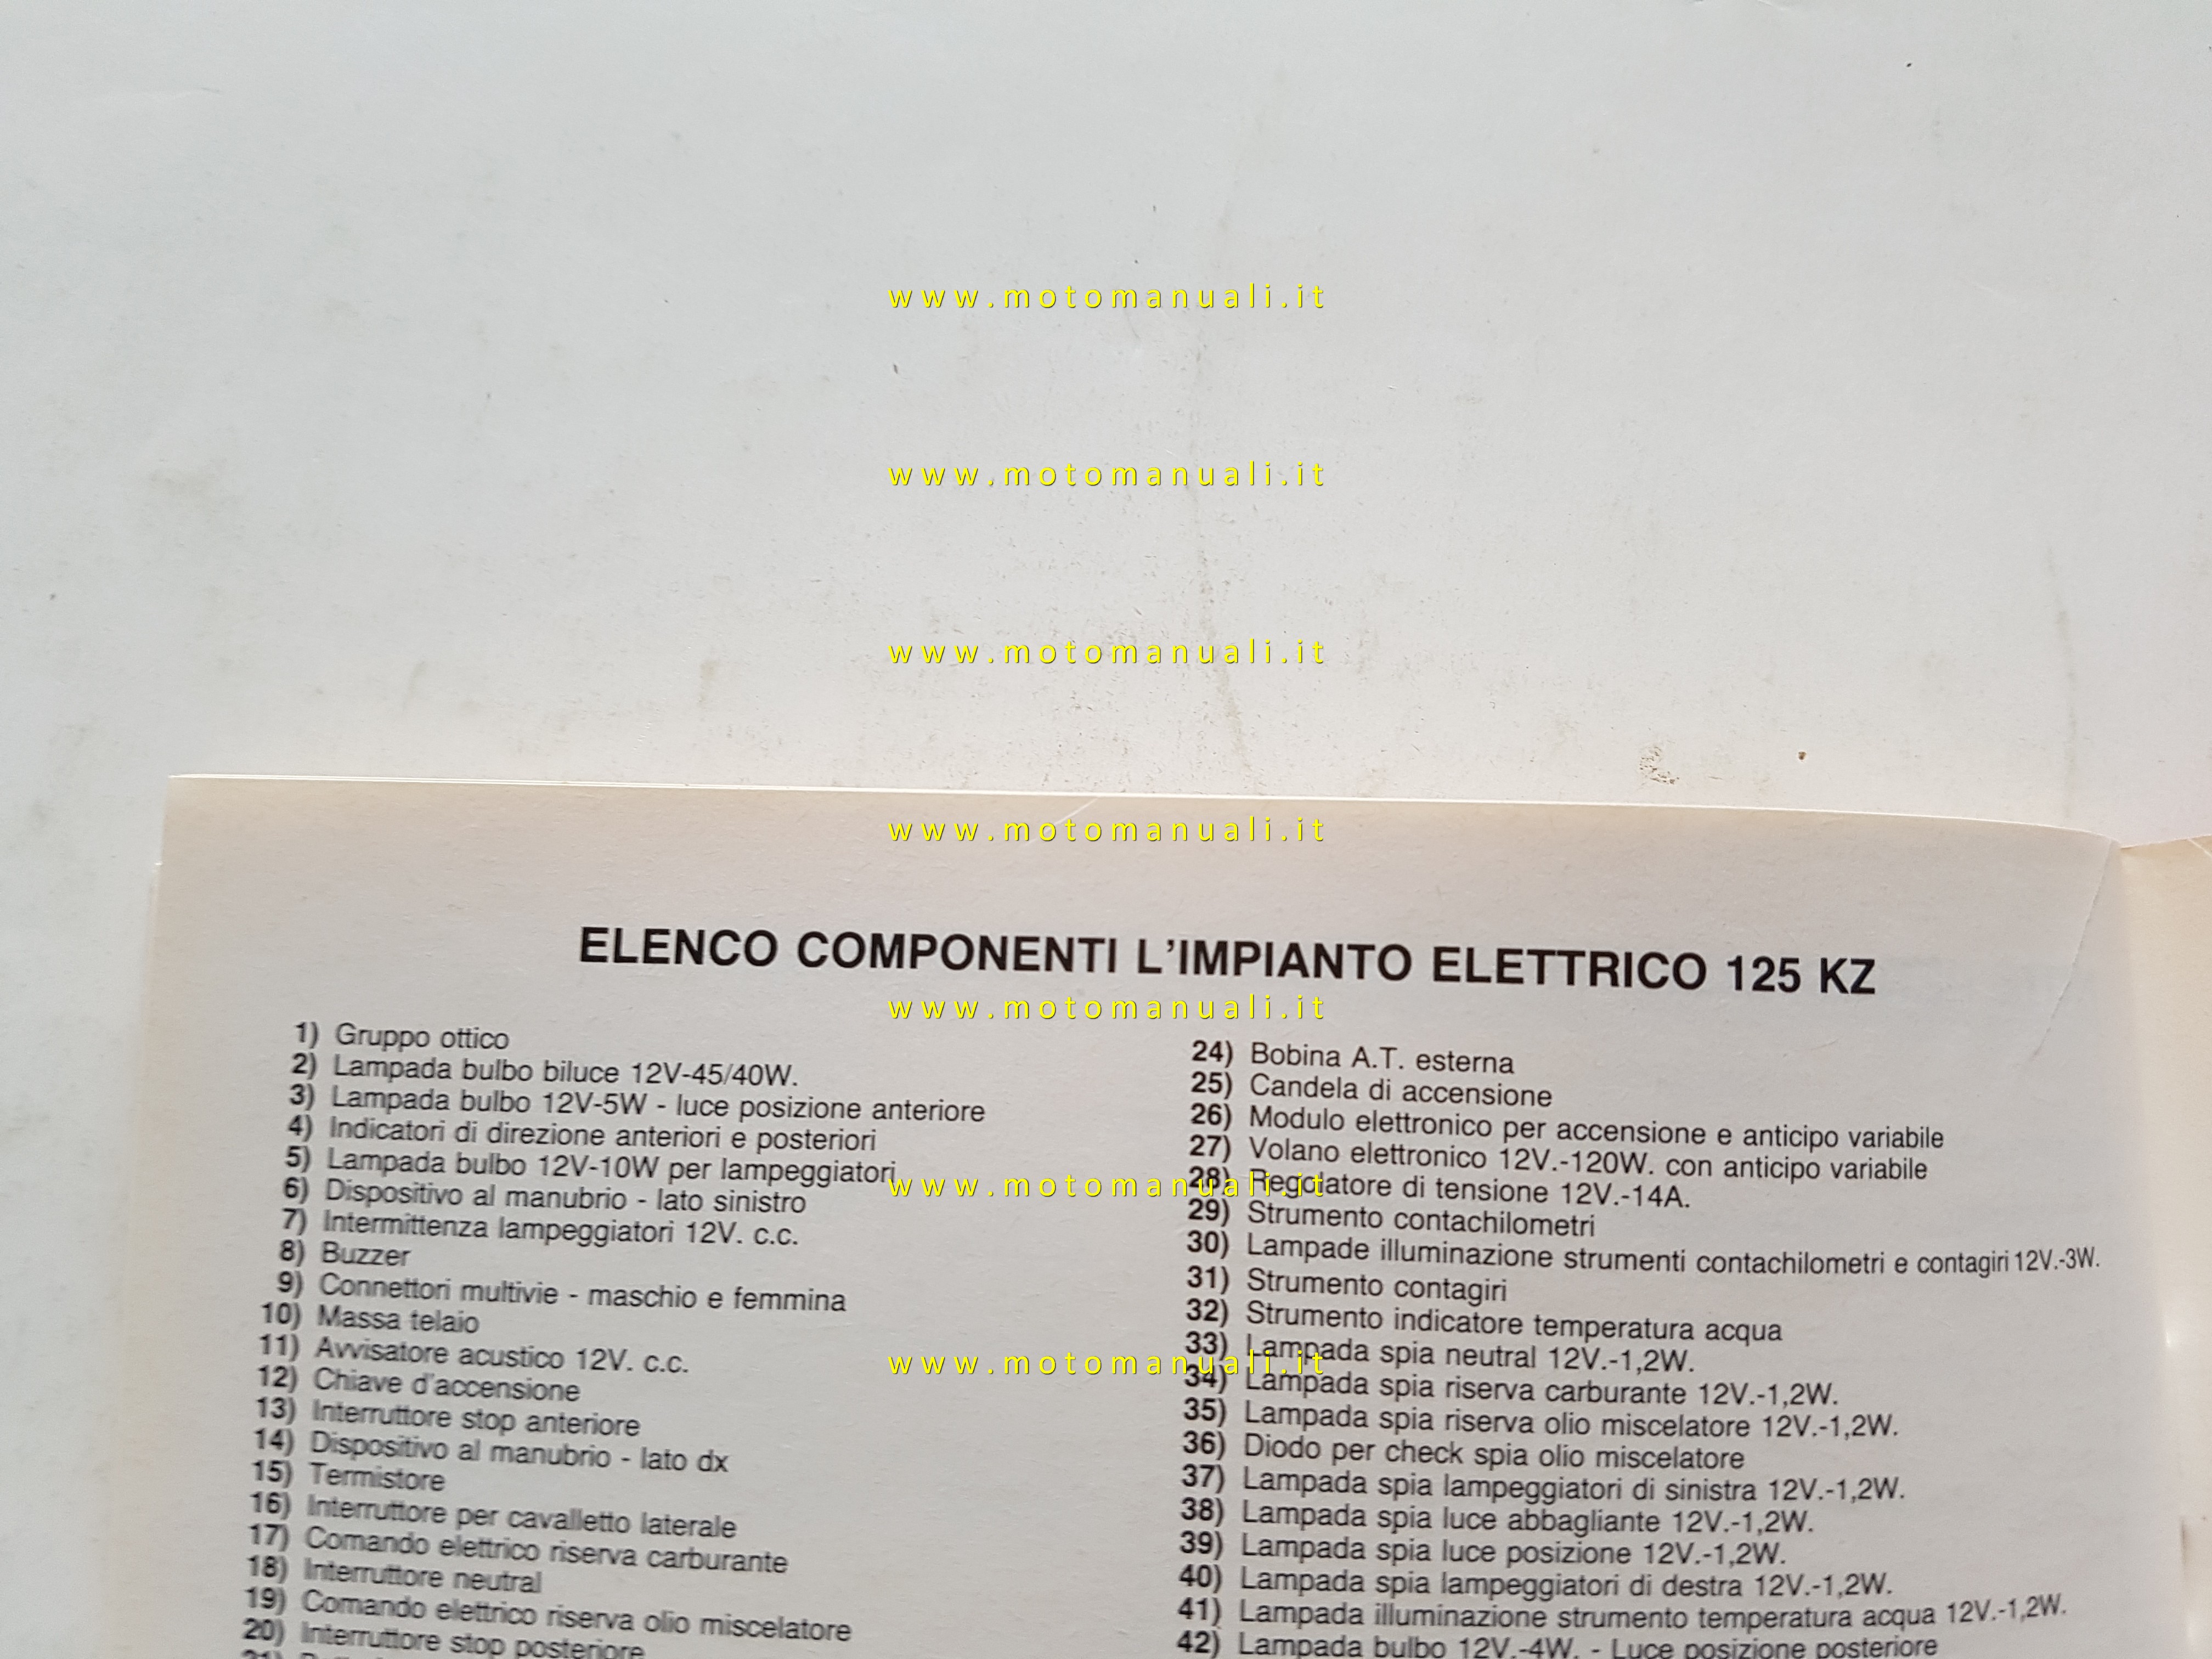 www.motomanuali.it
www.motomanuali.it
www.motomanuali.it
www.motomanuali.it
ELENCO COMPONENTI L'IMPIANTO ELETTRICO 125 KZ
www.motomanuali.it
1) Gruppo ottico
2) Lampada bulbo biluce 12V-45/40W.
3) Lampada bulbo 12V-5W - luce posizione anteriore
4) Indicatori di direzione anteriori e posteriori
5) Lampada bulbo 12V-10W per lampeggiatori
6) Dispositivo al manubrio - lato sinistro
7) Intermittenza lampeggiatori 12V. c.c.
8) Buzzer
9) Connettori multivie - maschio e femmina
10) Massa telaio
11) Avvisatore acustico 12V. c.c.
12) Chiave d'accensione
13) Interruttore stop anteriore
14) Dispositivo al manubrio - lato dx
15) Termistore
16) Interruttore per cavalletto laterale
17) Comando elettrico riserva carburante
18) Interruttore neutral
19) Comando elettrico riserva olio miscelatore
20) Interruttore stop posteriore
24) Bobina A.T. esterna
25) Candela di accensione
26) Modulo elettronico per accensione e anticipo variabile
27) Volano elettronico 12V.-120W. con anticipo variabile
28) Regolatore di tensione 12V.-14A.
www.motomanuali.it
29) Strumento contachilometri
30) Lampade illuminazione strumenti contachilometri e contagiri 12V.-3W.
31) Strumento contagiri
32) Strumento indicatore temperatura acqua
33) Lampada spia neutral 12V.-1,2W.
www.motomanuali.it
34) Lampada spia riserva carburante 12V.-1,2W.
35) Lampada spia riserva olio miscelatore 12V.-1,2W.
36) Diodo per check spia olio miscelatore
37) Lampada spia lampeggiatori di sinistra 12V.-1,2W.
38) Lampada spia luce abbagliante 12V.-1,2W.
39) Lampada spia luce posizione 12V.-1,2W.
40) Lampada spia lampeggiatori di destra 12V.-1,2W.
41) Lampada illuminazione strumento temperatura acqua 12V.-1,2W.
42) Lampada bulbo 12V.-4W. - Luce posizione posteriore